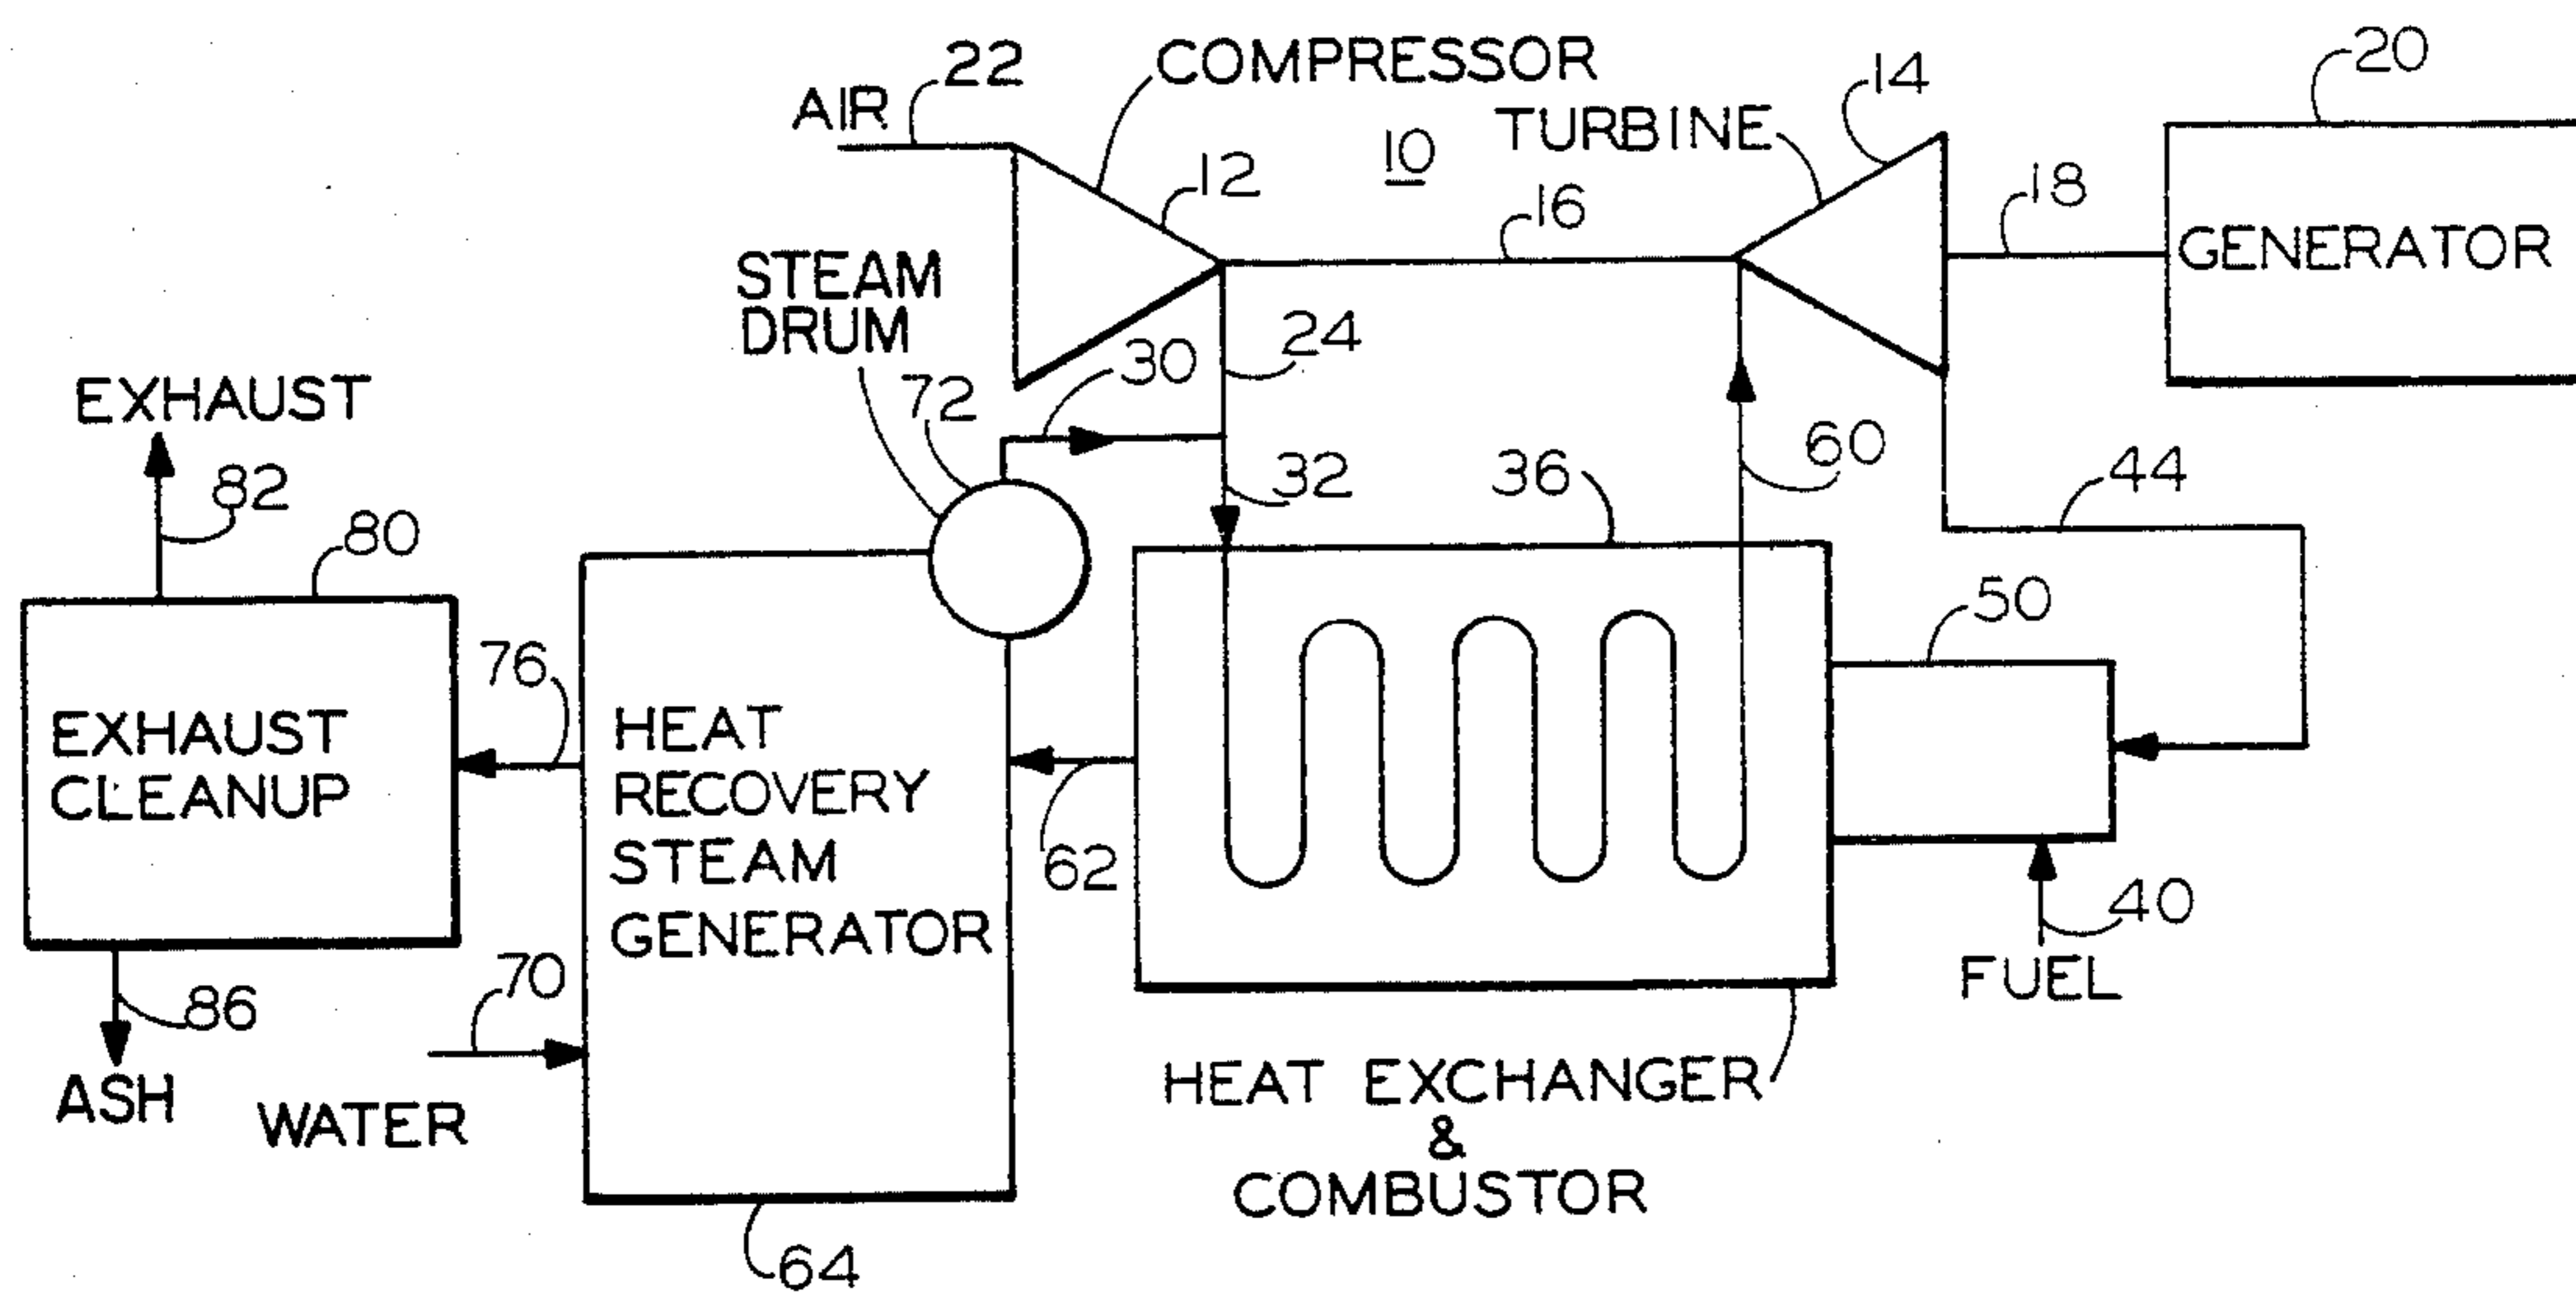 22
COMPRESSOR
AIR
12
10
TURBINE
14
20
16
18
GENERATOR
STEAM
DRUM
72
30
24
32
36
60
44
EXHAUST
82
80
EXHAUST
CLEANUP
76
HEAT
RECOVERY
STEAM
GENERATOR
62
50
40
FUEL
86
ASH
70
WATER
64
HEAT EXCHANGER
&
COMBUSTOR